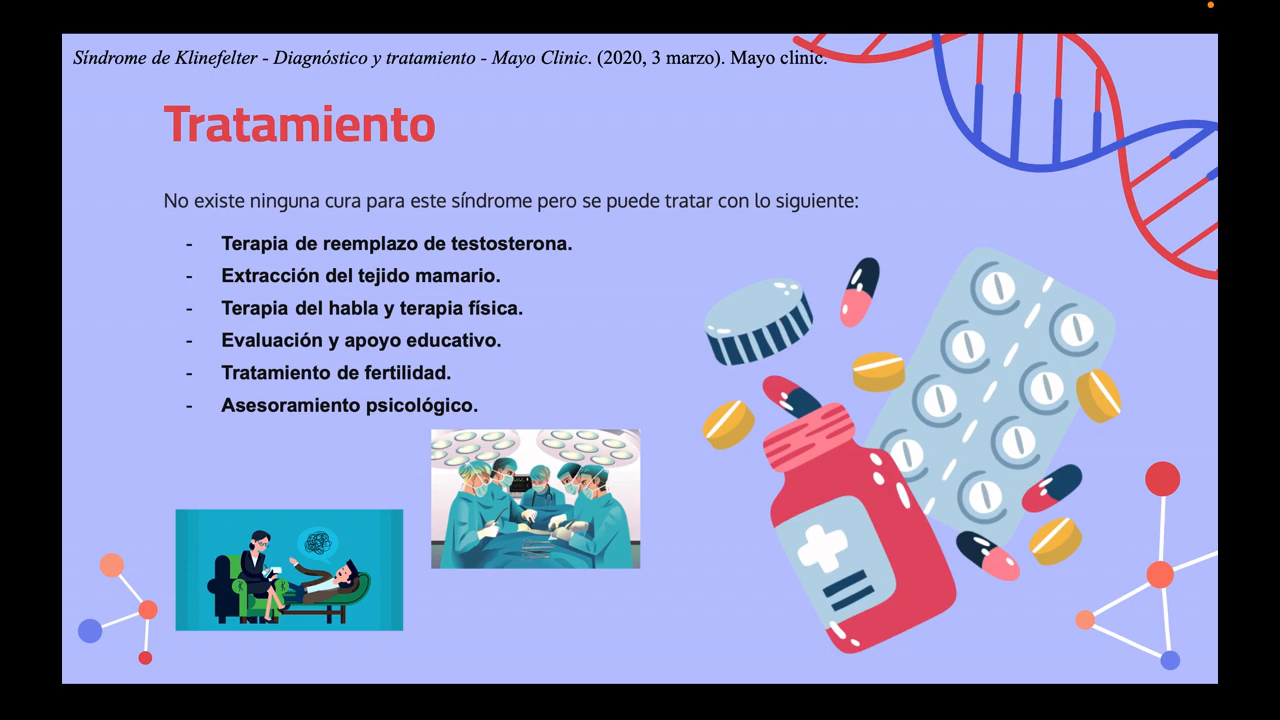 Síndrome de Klinefelter - Diagnóstico y tratamiento - Mayo Clinic. (2020, 3 marzo). Mayo clinic.
Tratamiento
No existe ninguna cura para este síndrome pero se puede tratar con lo siguiente:
- Terapia de reemplazo de testosterona.
- Extracción del tejido mamario.
- Terapia del habla y terapia física.
- Evaluación y apoyo educativo.
- Tratamiento de fertilidad.
- Asesoramiento psicológico.